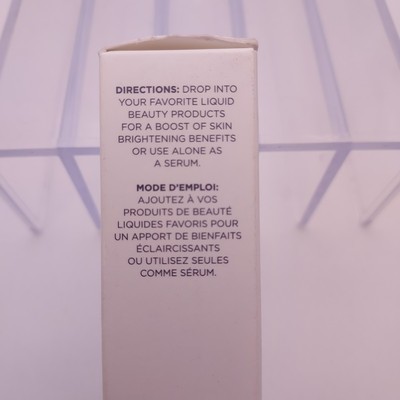 DIRECTIONS: DROP INTO
YOUR FAVORITE LIQUID
BEAUTY PRODUCTS
FOR A BOOST OF SKIN
BRIGHTENING BENEFITS
OR USE ALONE AS
A SERUM.
MODE D'EMPLOI:
AJOUTEZ À VOS
PRODUITS DE BEAUTÉ
LIQUIDES FAVORIS POUR
UN APPORT DE BIENFAITS
ÉCLAIRCISSANTS
OU UTILISEZ SEULES
COMME SÉRUM.